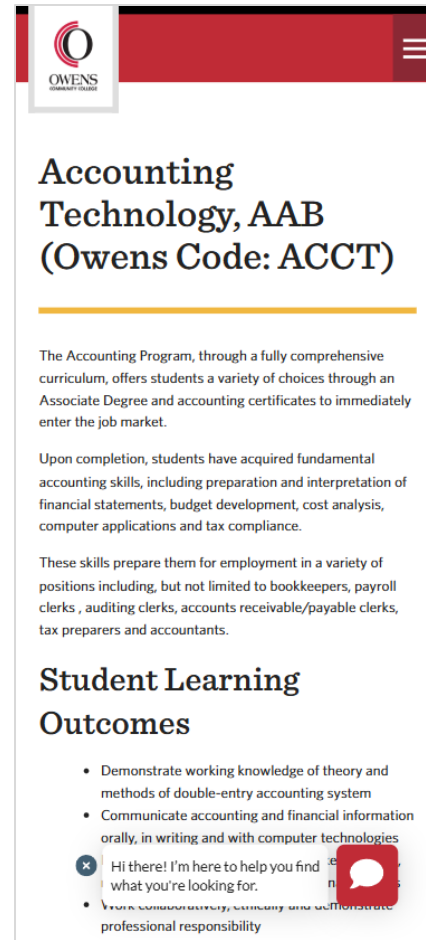 OWENS
COMMUNITY COLLEGE
Accounting
Technology, AAB
(Owens Code: ACCT)
The Accounting Program, through a fully comprehensive
curriculum, offers students a variety of choices through an
Associate Degree and accounting certificates to immediately
enter the job market.
Upon completion, students have acquired fundamental
accounting skills, including preparation and interpretation of
financial statements, budget development, cost analysis,
computer applications and tax compliance.
These skills prepare them for employment in a variety of
positions including, but not limited to bookkeepers, payroll
clerks , auditing clerks, accounts receivable/payable clerks,
tax preparers and accountants.
Student Learning
Outcomes
• Demonstrate working knowledge of theory and
methods of double-entry accounting system
• Communicate accounting and financial information
orally, in writing and with computer technologies
Hi there! I'm here to help you find
what you're looking for.
• Work collaboratively, ethically and demonstrate
professional responsibility